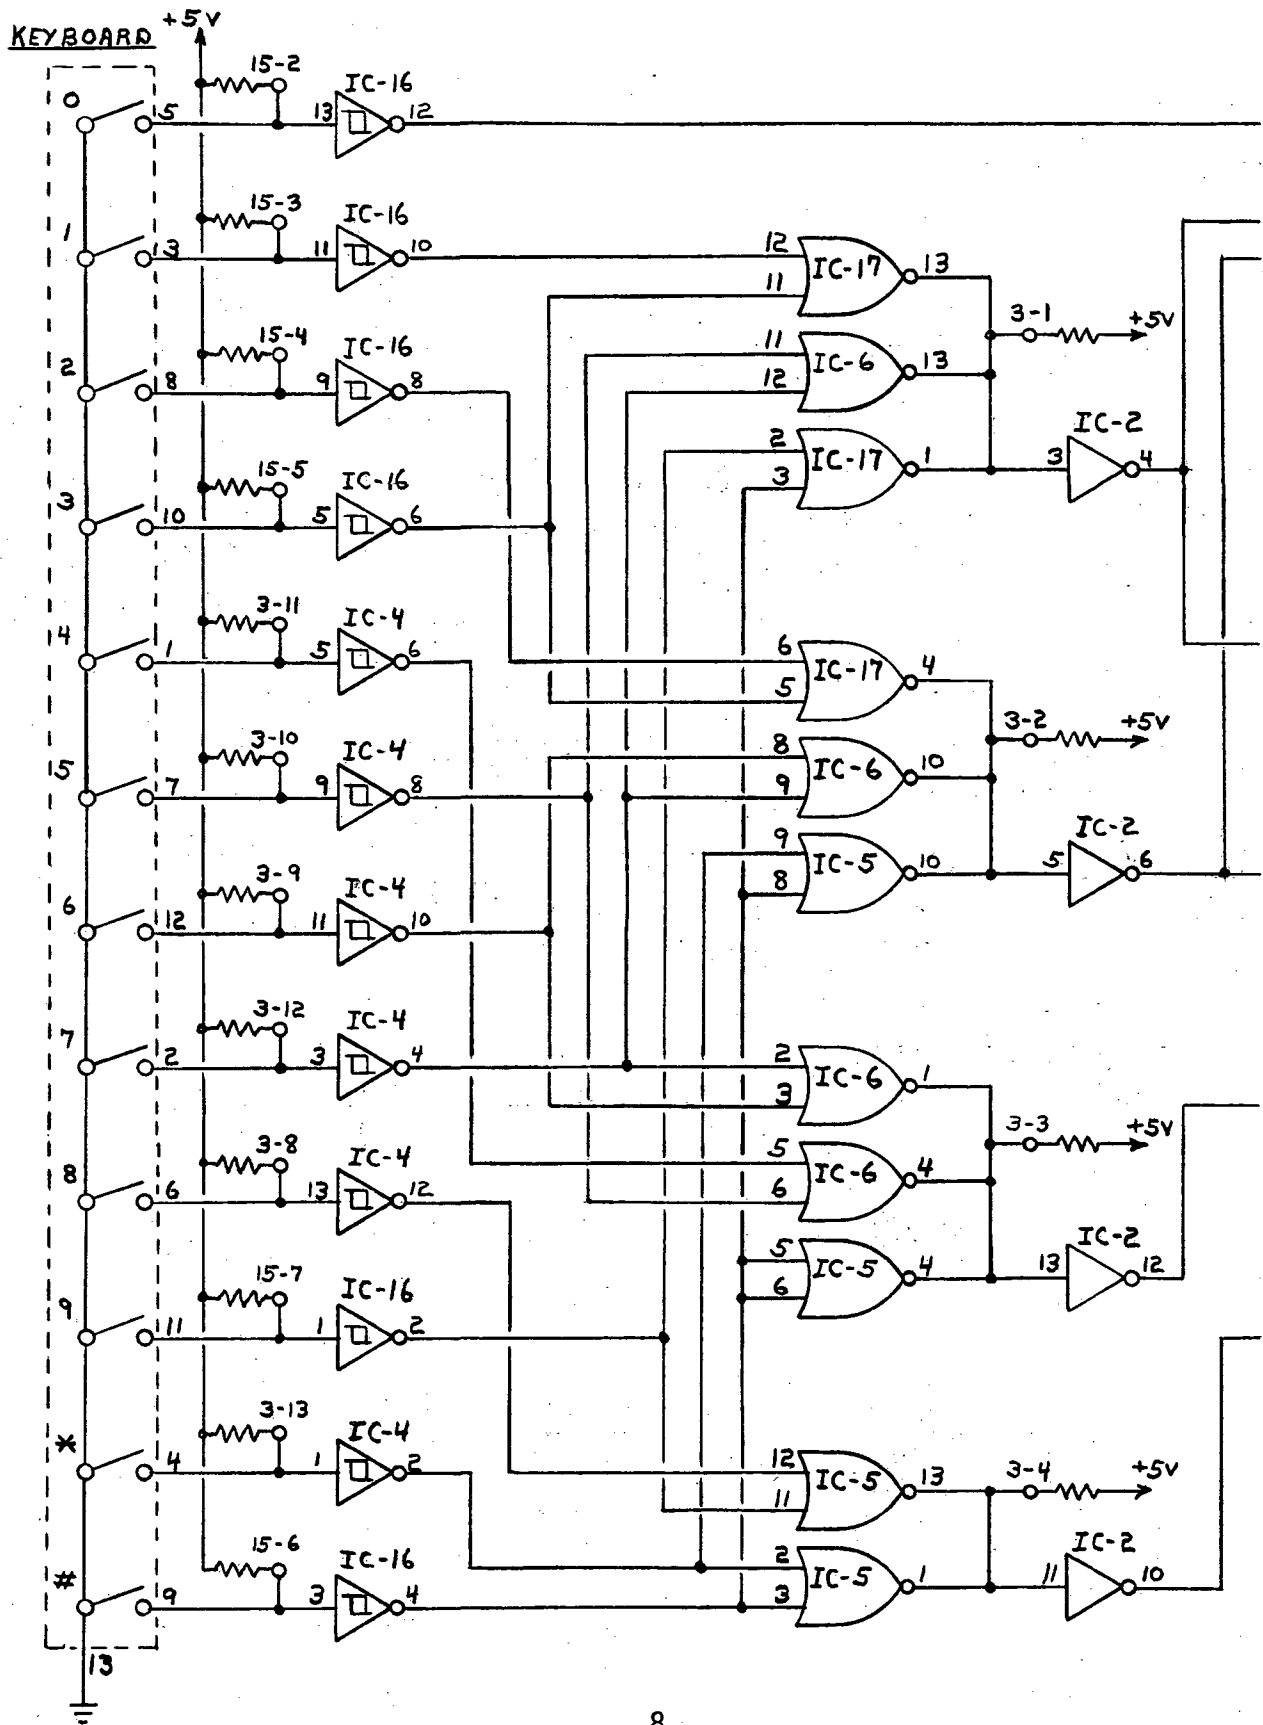 +5V
KEYBOARD
15-2
IC-16
0 5 13 12
15-3
IC-16
1 3 11 10
12 IC-17 13
11
3-1 +5V
15-4
IC-16
2 8 9 8
11 IC-6 13
12
IC-2
2 IC-17 1 3 4
3
15-5
IC-16
3 10 5 6
3-11
IC-4
4 1 5 6
6 IC-17 4
5
3-2 +5V
3-10
IC-4
5 7 9 8
8 IC-6 10
9
IC-2
9 IC-5 10 5 6
8
3-9
IC-4
6 12 11 10
3-12
IC-4
7 2 3 4
2 IC-6 1
3
3-3 +5V
3-8
IC-4
8 6 13 12
5 IC-6 4
6
IC-2
5 IC-5 4 13 12
6
15-7
IC-16
9 11 1 2
3-13
IC-4
* 4 1 2
12 IC-5 13
11
3-4 +5V
15-6
IC-16
# 9 3 4
IC-2
2 IC-5 1 11 10
3
13
8